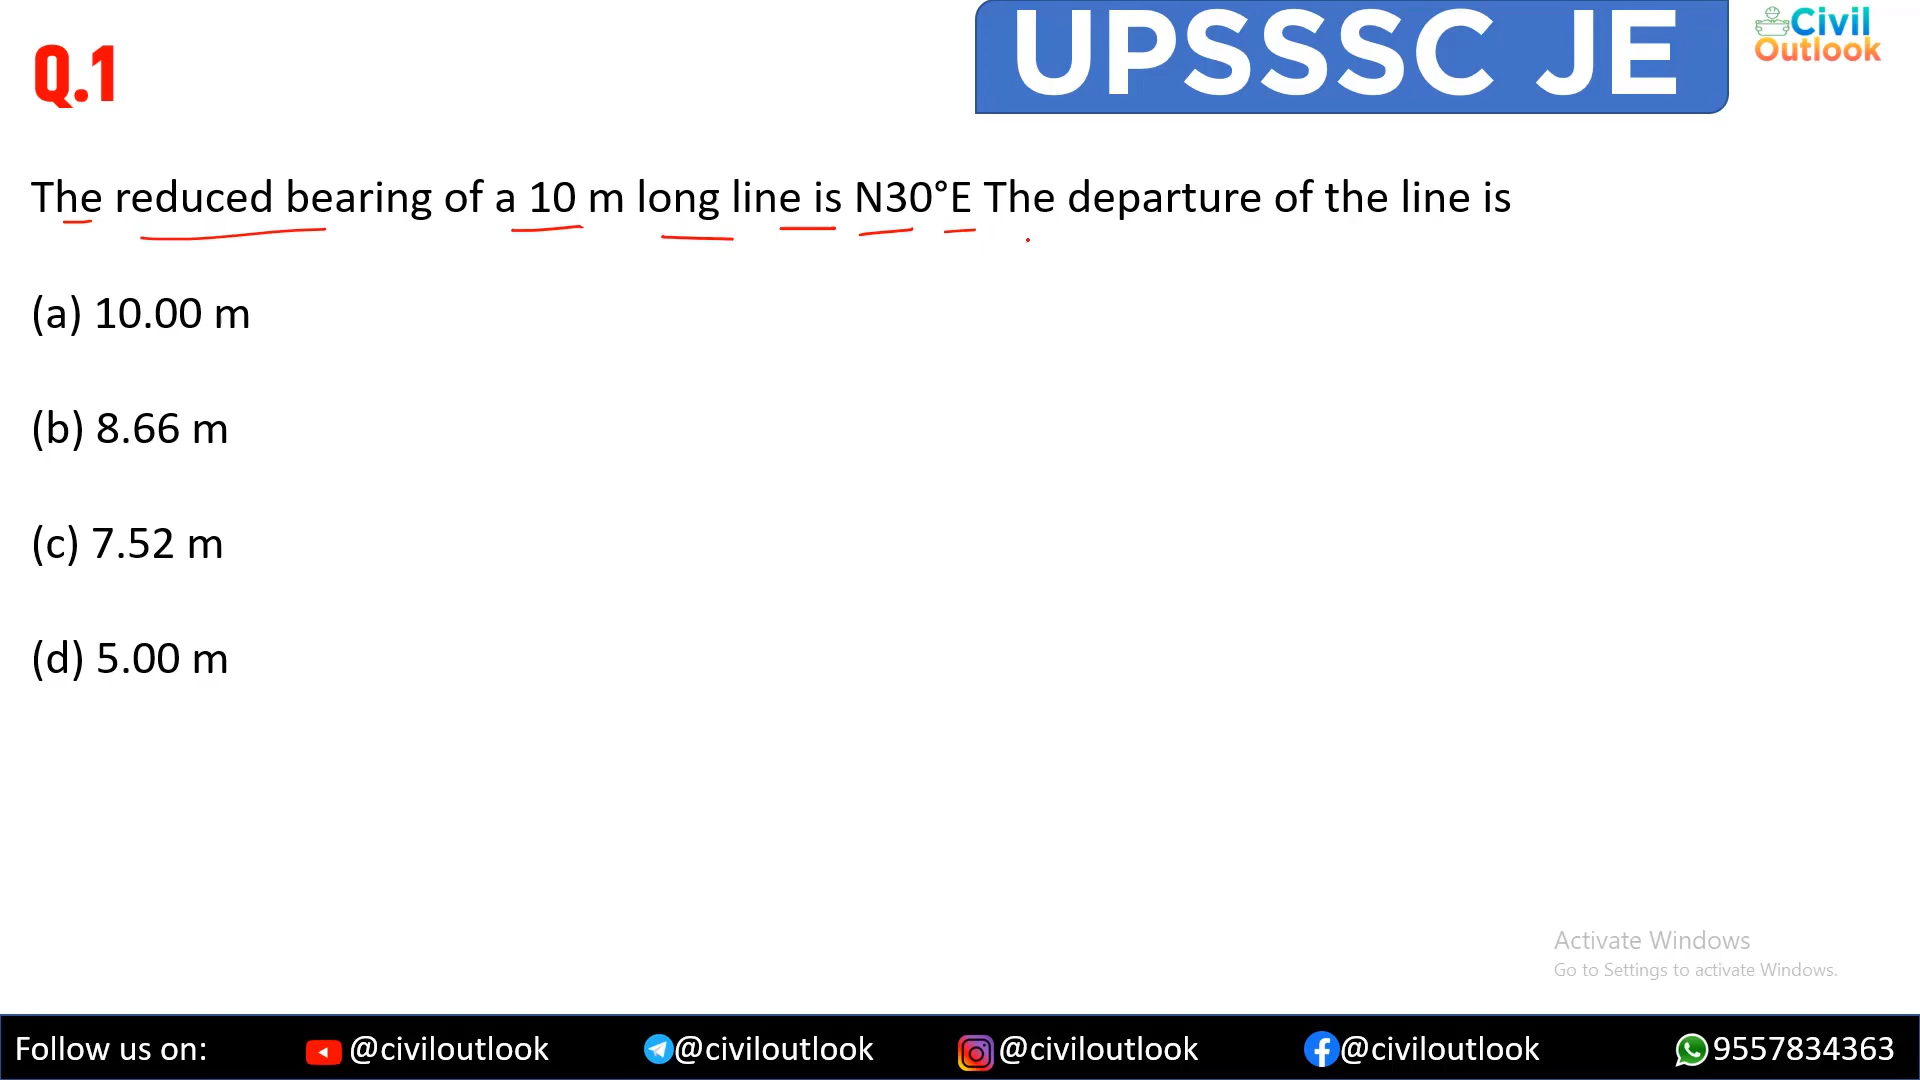 Q.1
UPSSSC JE
Civil
Outlook
The reduced bearing of a 10 m long line is N30°E The departure of the line is
(a) 10.00 m
(b) 8.66 m
(c) 7.52 m
(d) 5.00 m
Activate Windows
Go to Settings to activate Windows.
Follow us on: @civiloutlook @civiloutlook @civiloutlook @civiloutlook 9557834363